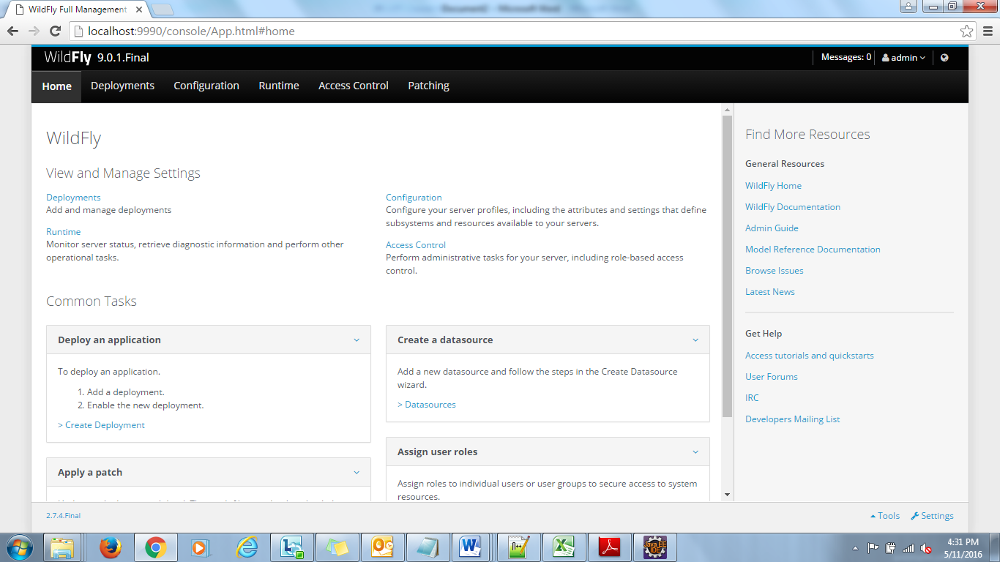 WildFly Full Management
localhost:9990/console/App.html#home
WildFly 9.0.1.Final
Messages: 0
admin
Home
Deployments
Configuration
Runtime
Access Control
Patching
WildFly
View and Manage Settings
Deployments
Add and manage deployments
Runtime
Monitor server status, retrieve diagnostic information and perform other
operational tasks.
Configuration
Configure your server profiles, including the attributes and settings that define
subsystems and resources available to your servers.
Access Control
Perform administrative tasks for your server, including role-based access
control.
Common Tasks
Deploy an application
To deploy an application.
1. Add a deployment.
2. Enable the new deployment.
> Create Deployment
Apply a patch
Create a datasource
Add a new datasource and follow the steps in the Create Datasource
wizard.
> Datasources
Assign user roles
Assign roles to individual users or user groups to secure access to system
resources.
Find More Resources
General Resources
WildFly Home
WildFly Documentation
Admin Guide
Model Reference Documentation
Browse Issues
Latest News
Get Help
Access tutorials and quickstarts
User Forums
IRC
Developers Mailing List
2.7.4.Final
Tools
Settings
Java EE
IDE
4:31 PM
5/11/2016